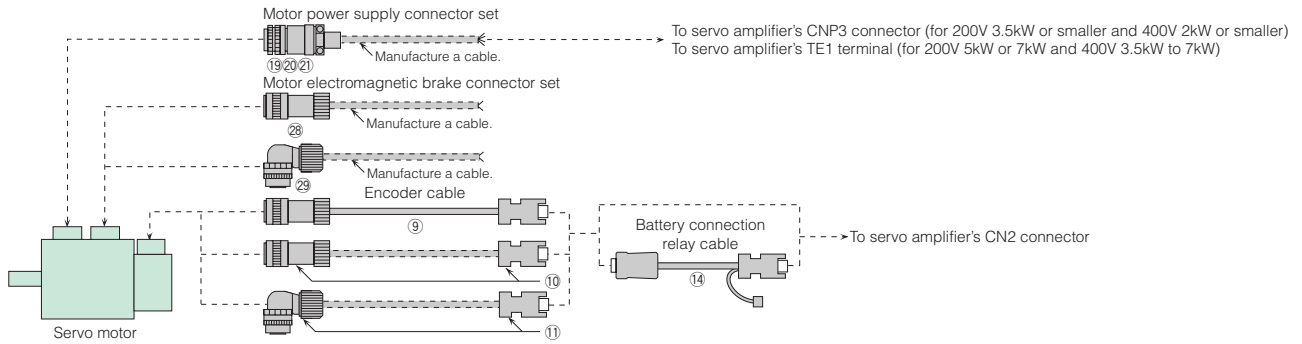 Motor power supply connector set
To servo amplifier's CNP3 connector (for 200V 3.5kW or smaller and 400V 2kW or smaller)
To servo amplifier's TE1 terminal (for 200V 5kW or 7kW and 400V 3.5kW to 7kW)
Manufacture a cable.
⑲⑳㉑
Motor electromagnetic brake connector set
Manufacture a cable.
㉘
Manufacture a cable.
㉙
Encoder cable
⑨
Battery connection
relay cable
To servo amplifier's CN2 connector
⑭
⑩
⑪
Servo motor